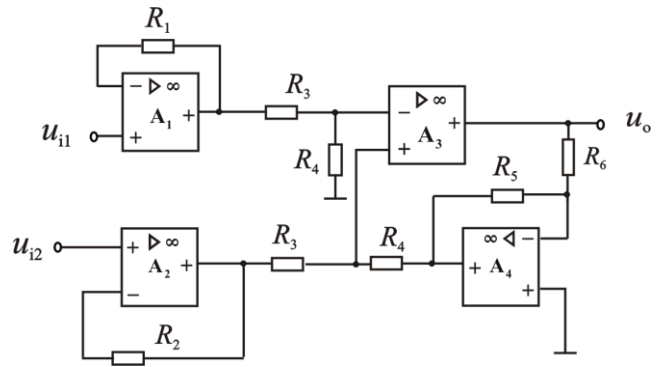 R₁
− ▷ ∞
A₁ +
+
uᵢ₁
R₃
R₄
− ▷ ∞
A₃ +
+
uₒ
R₆
R₅
uᵢ₂
+ ▷ ∞
A₂ +
−
R₂
R₃
R₄
∞ ◁ −
+ A₄
+